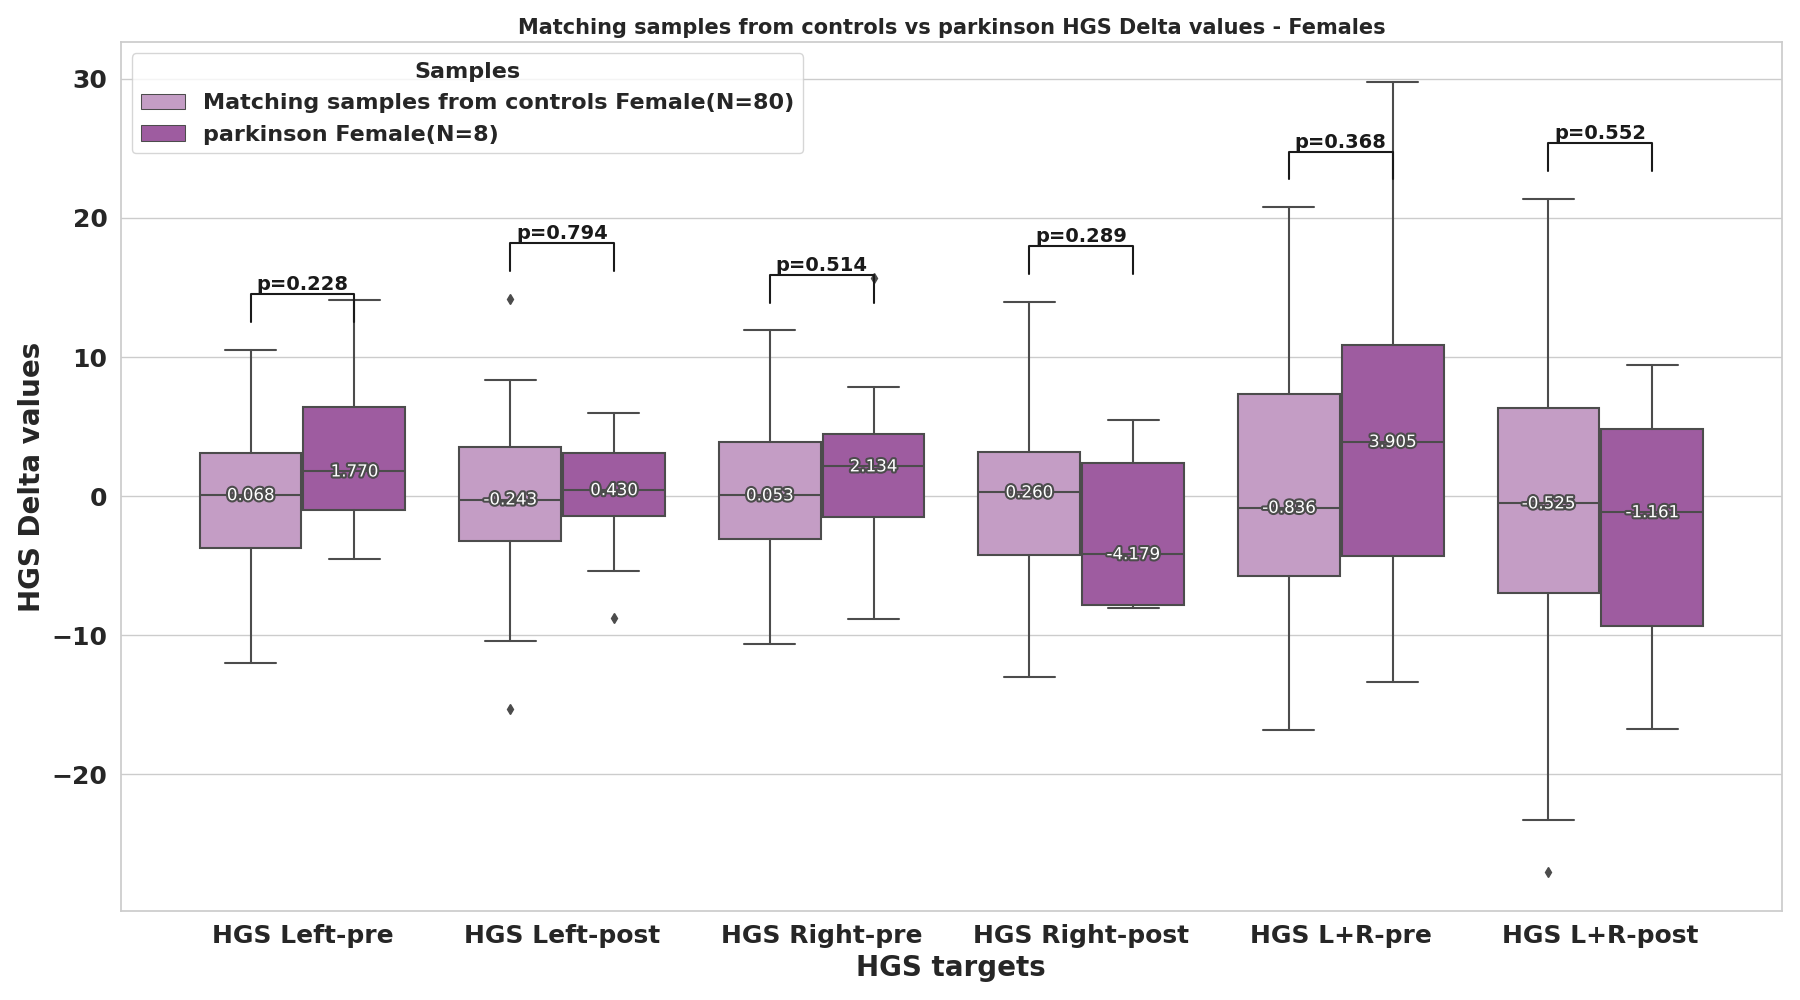 Matching samples from controls vs parkinson HGS Delta values - Females
Samples
Matching samples from controls Female(N=80)
parkinson Female(N=8)
HGS Delta values
30
20
10
0
−10
−20
p=0.228
p=0.794
p=0.514
p=0.289
p=0.368
p=0.552
0.068
1.770
-0.243
0.430
0.053
2.134
0.260
-4.179
-0.836
3.905
-0.525
-1.161
HGS Left-pre
HGS Left-post
HGS Right-pre
HGS Right-post
HGS L+R-pre
HGS L+R-post
HGS targets